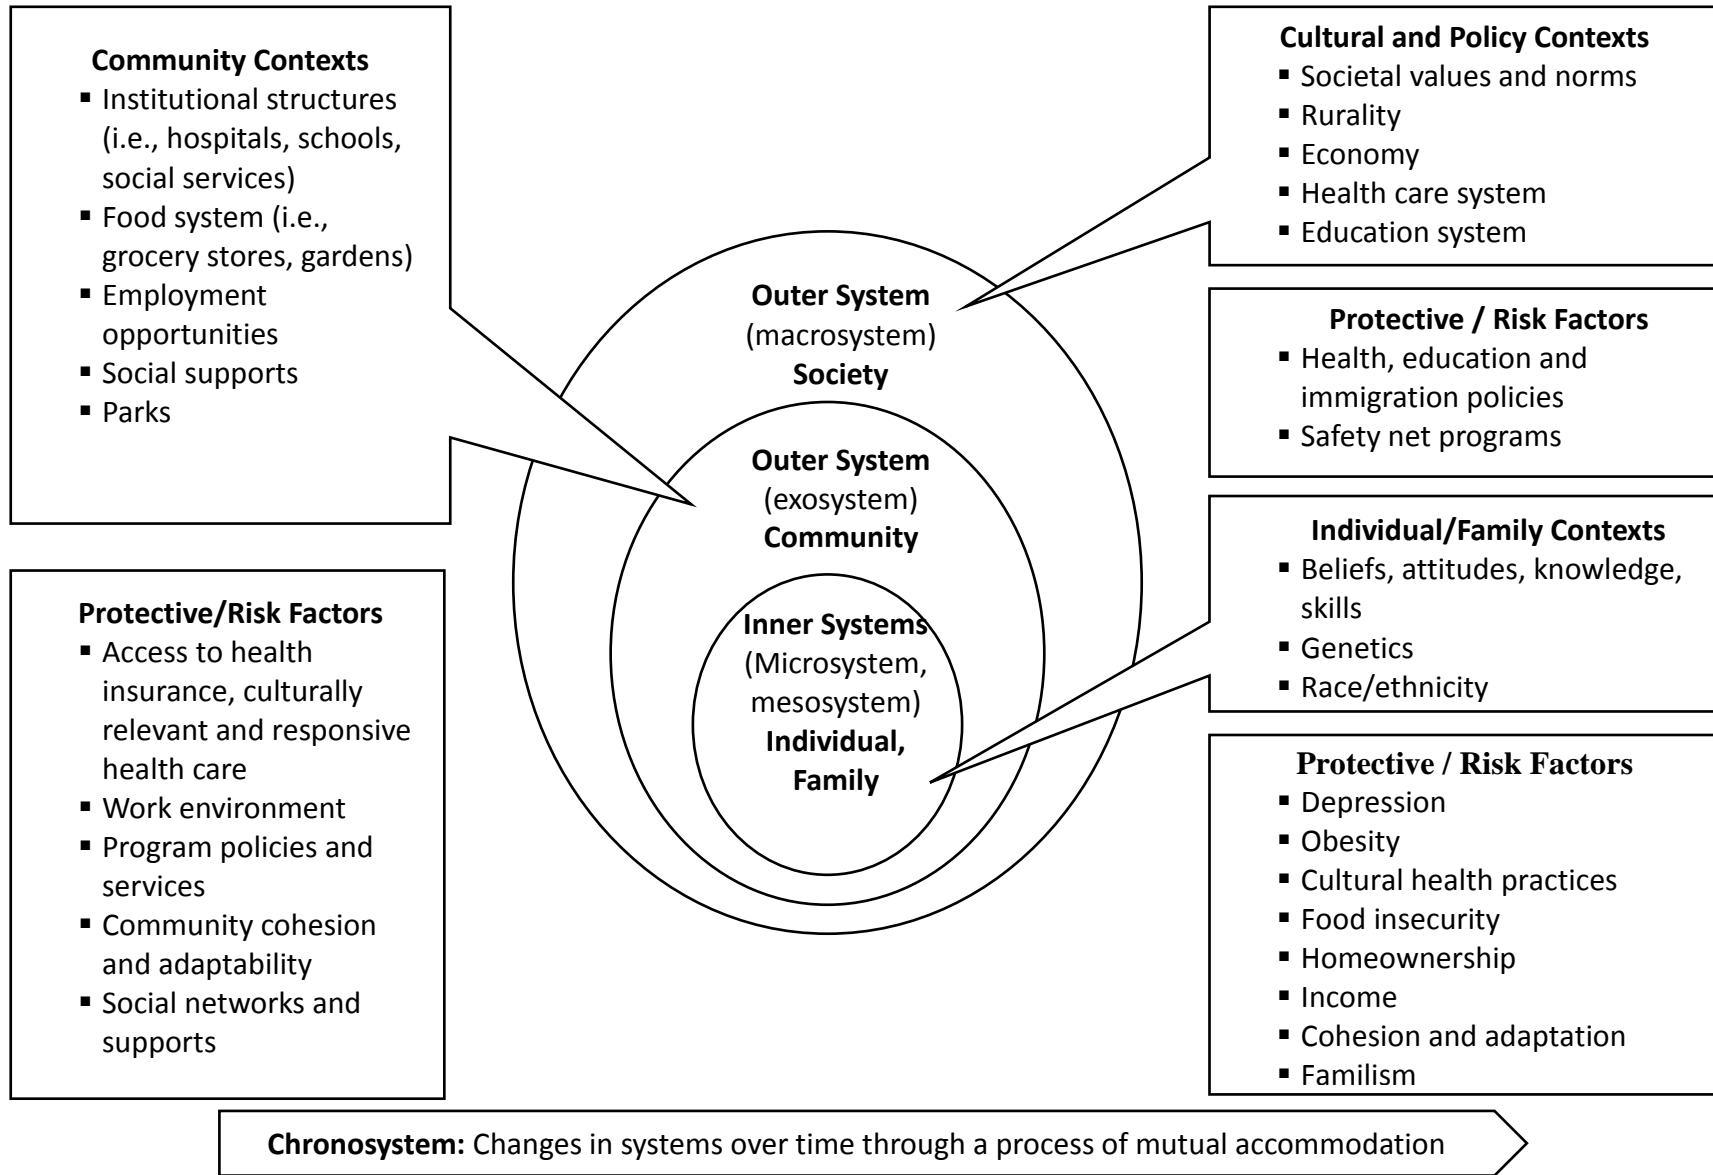 Community Contexts
▪ Institutional structures
(i.e., hospitals, schools,
social services)
▪ Food system (i.e.,
grocery stores, gardens)
▪ Employment
opportunities
▪ Social supports
▪ Parks
Protective/Risk Factors
▪ Access to health
insurance, culturally
relevant and responsive
health care
▪ Work environment
▪ Program policies and
services
▪ Community cohesion
and adaptability
▪ Social networks and
supports
Outer System
(macrosystem)
Society
Outer System
(exosystem)
Community
Inner Systems
(Microsystem,
mesosystem)
Individual,
Family
Cultural and Policy Contexts
▪ Societal values and norms
▪ Rurality
▪ Economy
▪ Health care system
▪ Education system
Protective / Risk Factors
▪ Health, education and
immigration policies
▪ Safety net programs
Individual/Family Contexts
▪ Beliefs, attitudes, knowledge,
skills
▪ Genetics
▪ Race/ethnicity
Protective / Risk Factors
▪ Depression
▪ Obesity
▪ Cultural health practices
▪ Food insecurity
▪ Homeownership
▪ Income
▪ Cohesion and adaptation
▪ Familism
Chronosystem: Changes in systems over time through a process of mutual accommodation